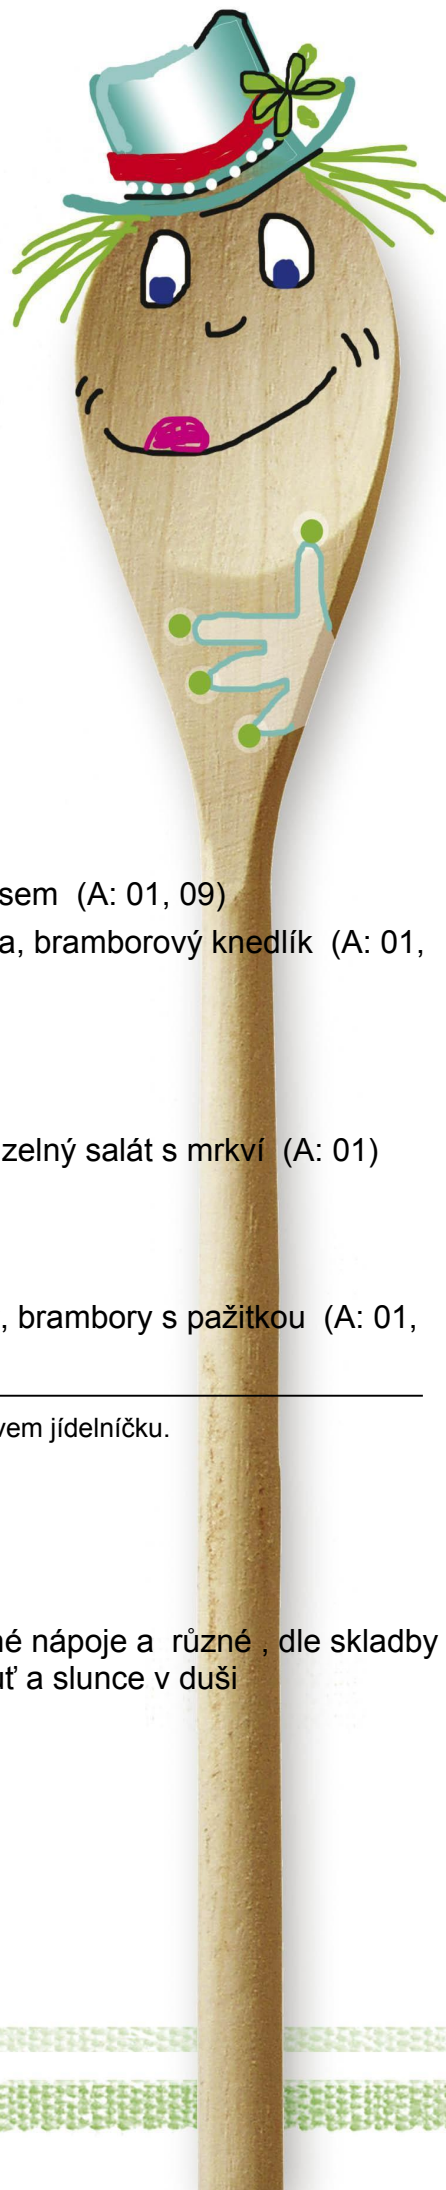 sem (A: 01, 09)
a, bramborový knedlík (A: 01,
zelný salát s mrkví (A: 01)
, brambory s pažitkou (A: 01,
vem jídelníčku.
né nápoje a různé , dle skladby
uť a slunce v duši